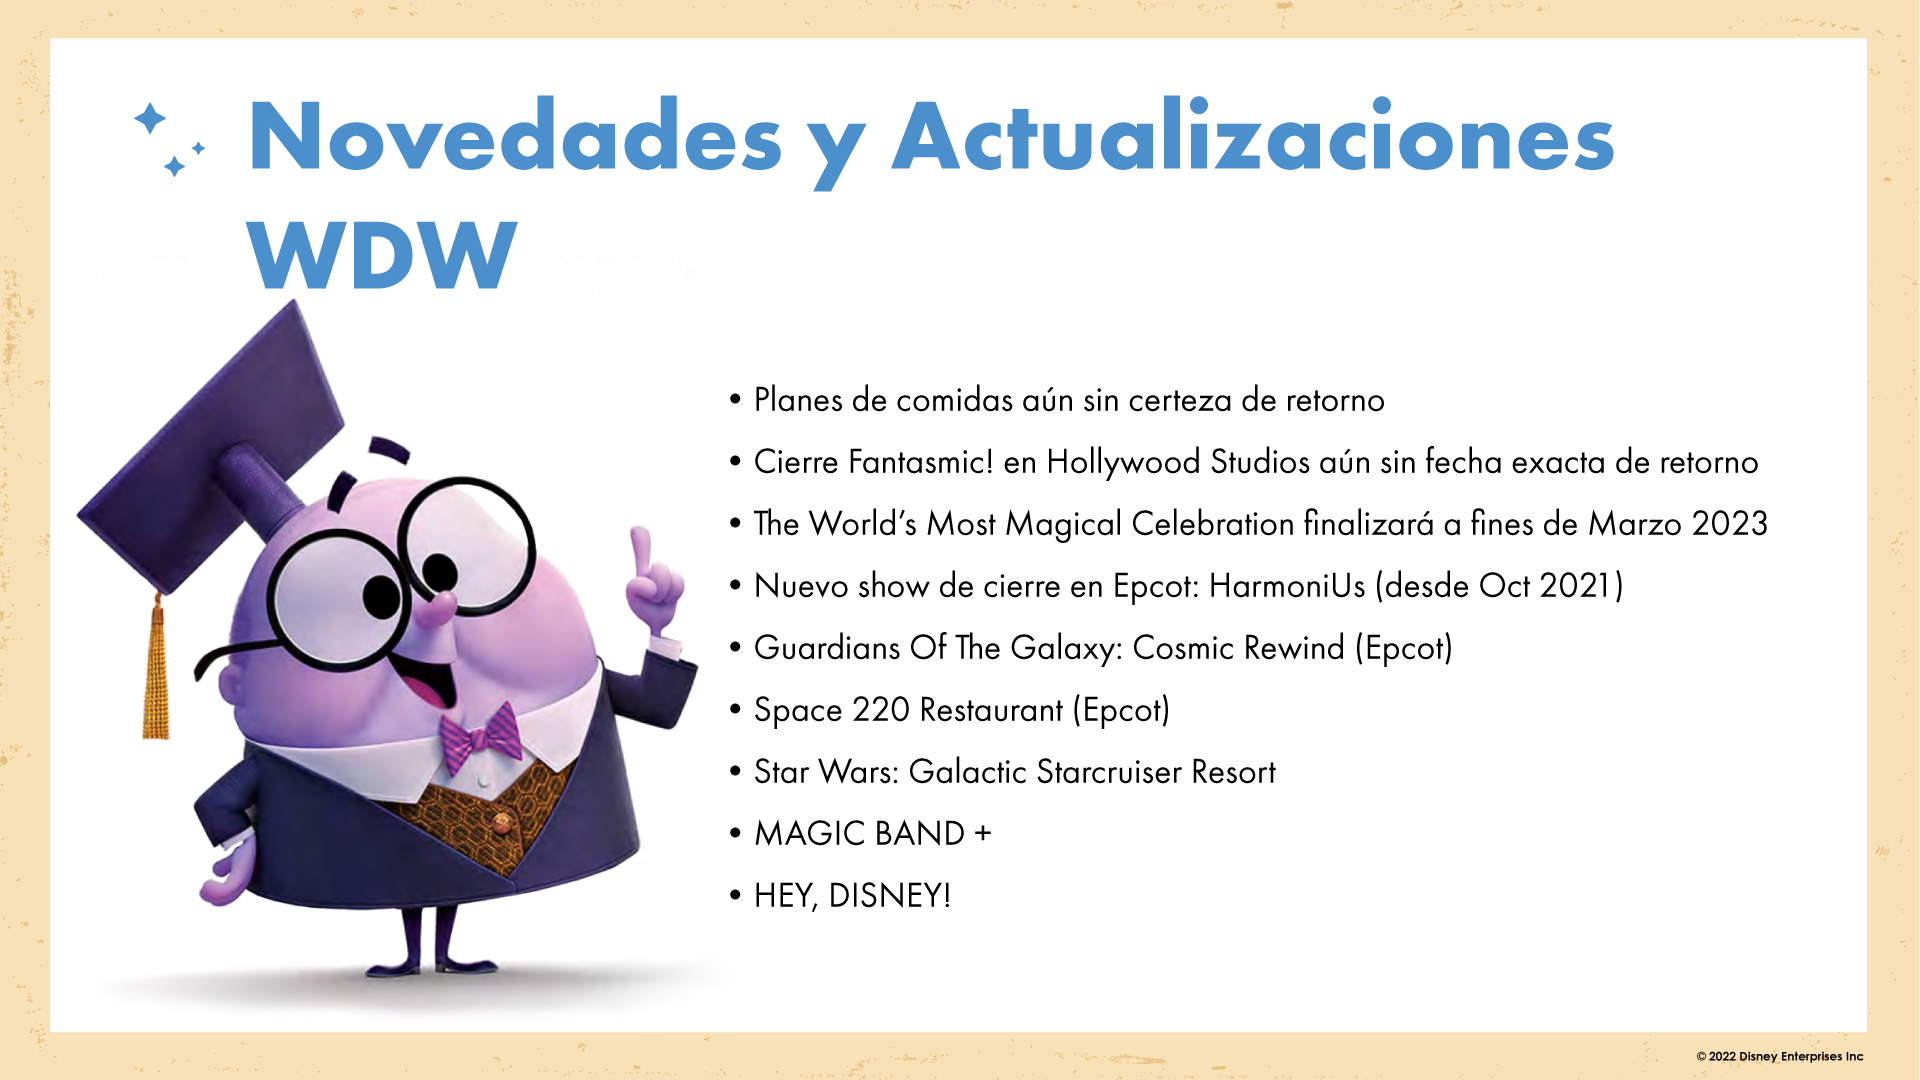 Novedades y Actualizaciones
WDW
• Planes de comidas aún sin certeza de retorno
• Cierre Fantasmic! en Hollywood Studios aún sin fecha exacta de retorno
• The World’s Most Magical Celebration finalizará a fines de Marzo 2023
• Nuevo show de cierre en Epcot: HarmoniUs (desde Oct 2021)
• Guardians Of The Galaxy: Cosmic Rewind (Epcot)
• Space 220 Restaurant (Epcot)
• Star Wars: Galactic Starcruiser Resort
• MAGIC BAND +
• HEY, DISNEY!
© 2022 Disney Enterprises Inc